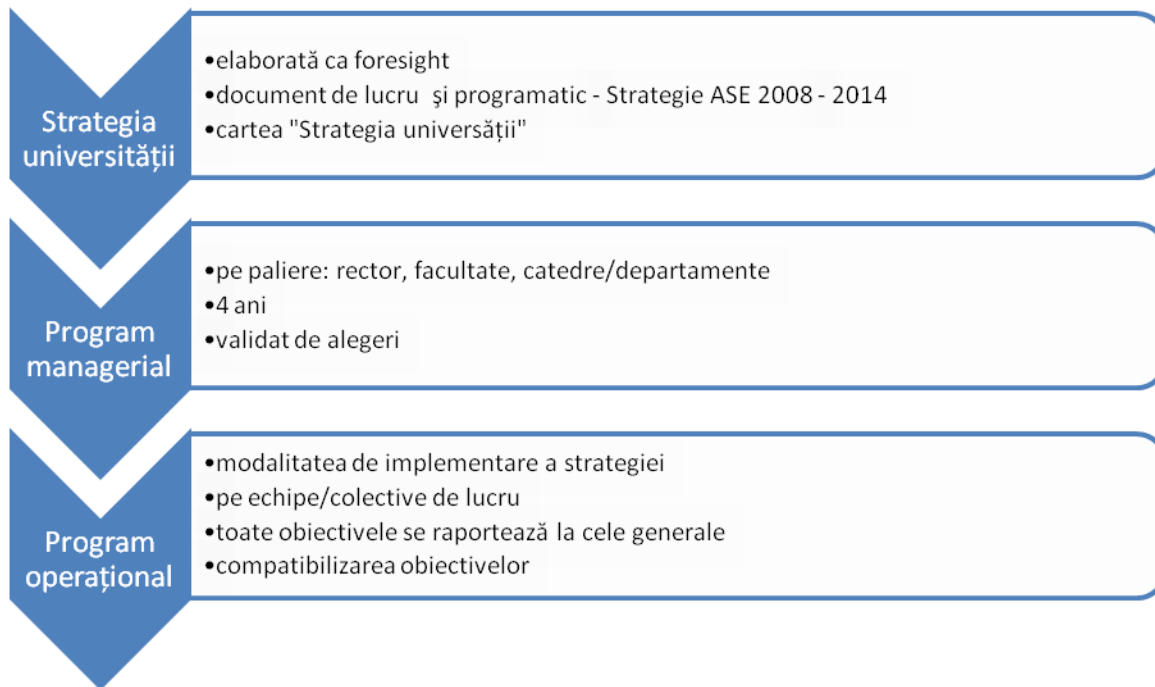 Strategia
universității
•elaborată ca foresight
•document de lucru şi programatic - Strategie ASE 2008 - 2014
•cartea "Strategia universăţii"
Program
managerial
•pe paliere: rector, facultate, catedre/departamente
•4 ani
•validat de alegeri
Program
operațional
•modalitatea de implementare a strategiei
•pe echipe/colective de lucru
•toate obiectivele se raportează la cele generale
•compatibilizarea obiectivelor